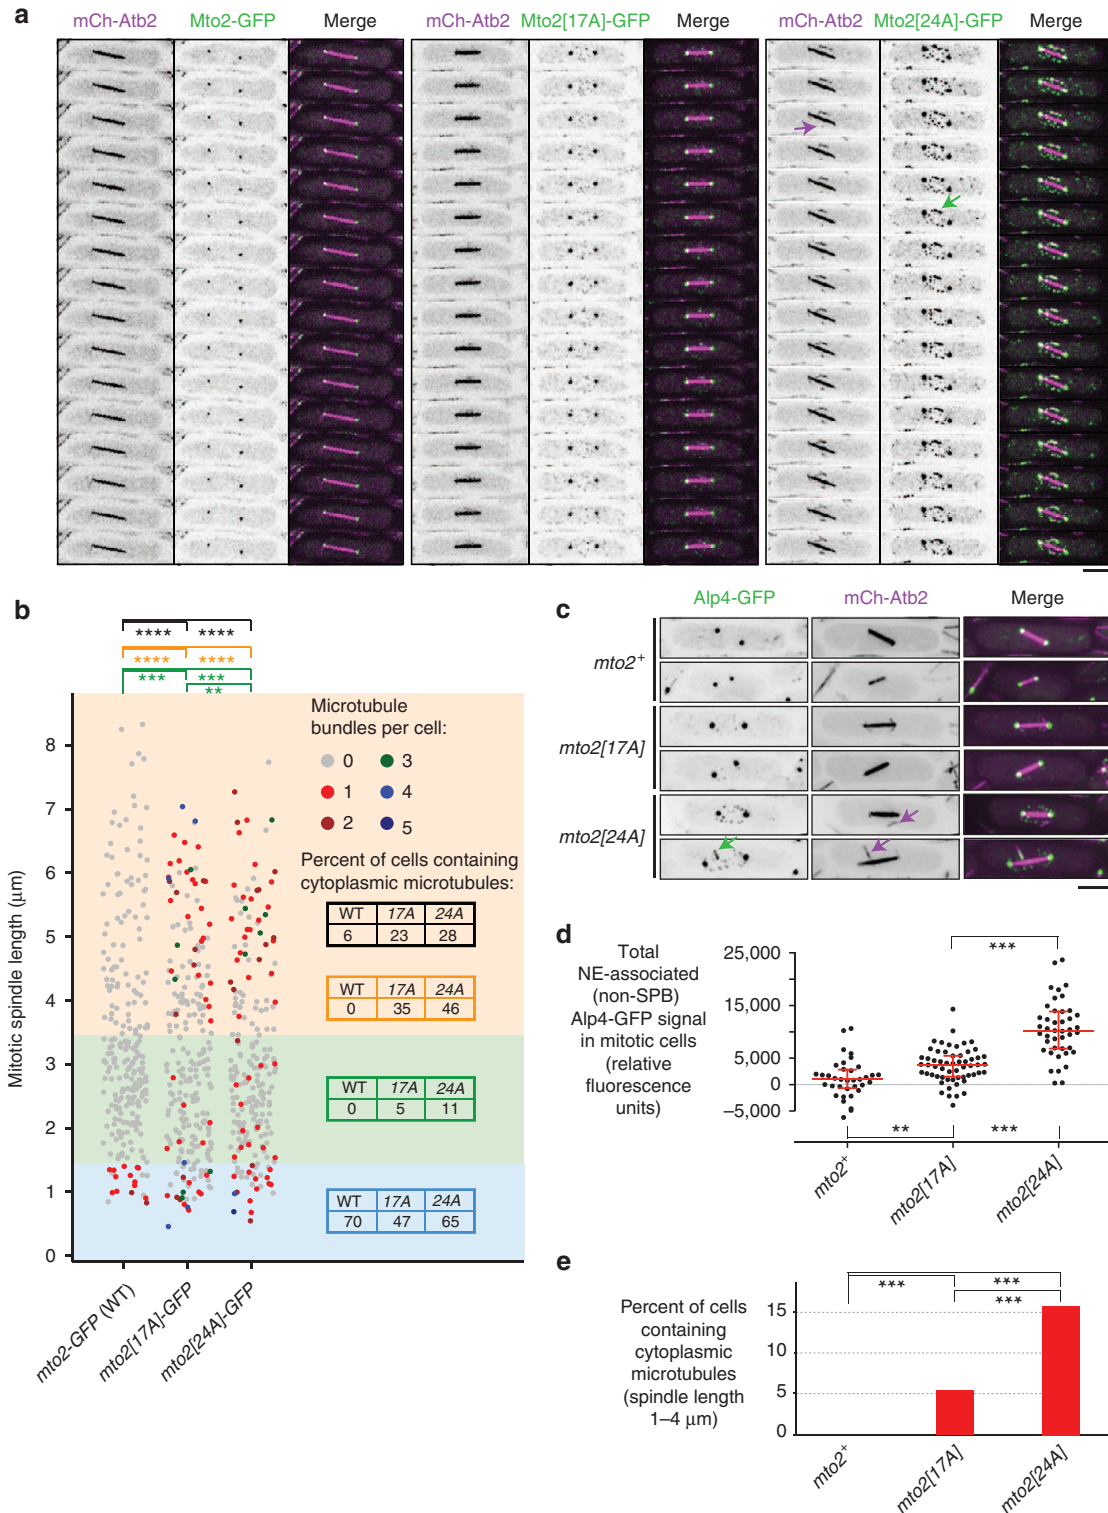 a
mCh-Atb2 Mto2-GFP Merge mCh-Atb2 Mto2[17A]-GFP Merge mCh-Atb2 Mto2[24A]-GFP Merge
b
**** ****
**** ****
*** ***
**
Mitotic spindle length (μm)
8
7
6
5
4
3
2
1
0
Microtubule
bundles per cell:
0 3
1 4
2 5
Percent of cells containing
cytoplasmic microtubules:
WT 17A 24A
6 23 28
WT 17A 24A
0 35 46
WT 17A 24A
0 5 11
WT 17A 24A
70 47 65
mto2-GFP (WT)
mto2[17A]-GFP
mto2[24A]-GFP
c
Alp4-GFP mCh-Atb2 Merge
mto2+
mto2[17A]
mto2[24A]
d
Total
NE-associated
(non-SPB)
Alp4-GFP signal
in mitotic cells
(relative
fluorescence
units)
25,000
15,000
5,000
0
–5,000
***
** ***
mto2+
mto2[17A]
mto2[24A]
e
Percent of cells
containing
cytoplasmic
microtubules
(spindle length
1–4 μm)
15
10
5
0
*** ***
***
mto2+
mto2[17A]
mto2[24A]